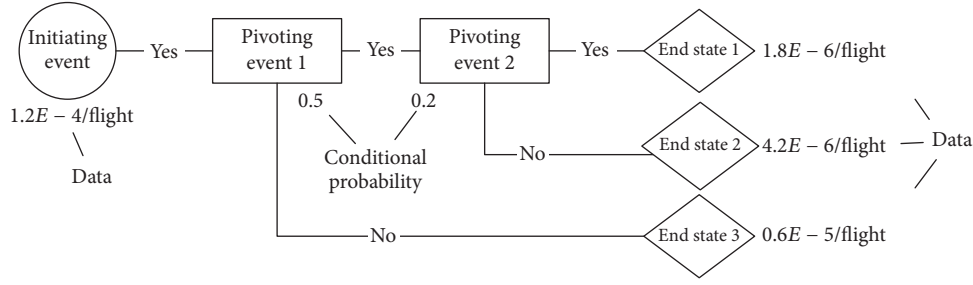 Initiating
event
Yes
Pivoting
event 1
Yes
Pivoting
event 2
Yes
End state 1
1.8E − 6/flight
1.2E − 4/flight
0.5
0.2
Data
Conditional
probability
No
End state 2
4.2E − 6/flight
Data
No
End state 3
0.6E − 5/flight